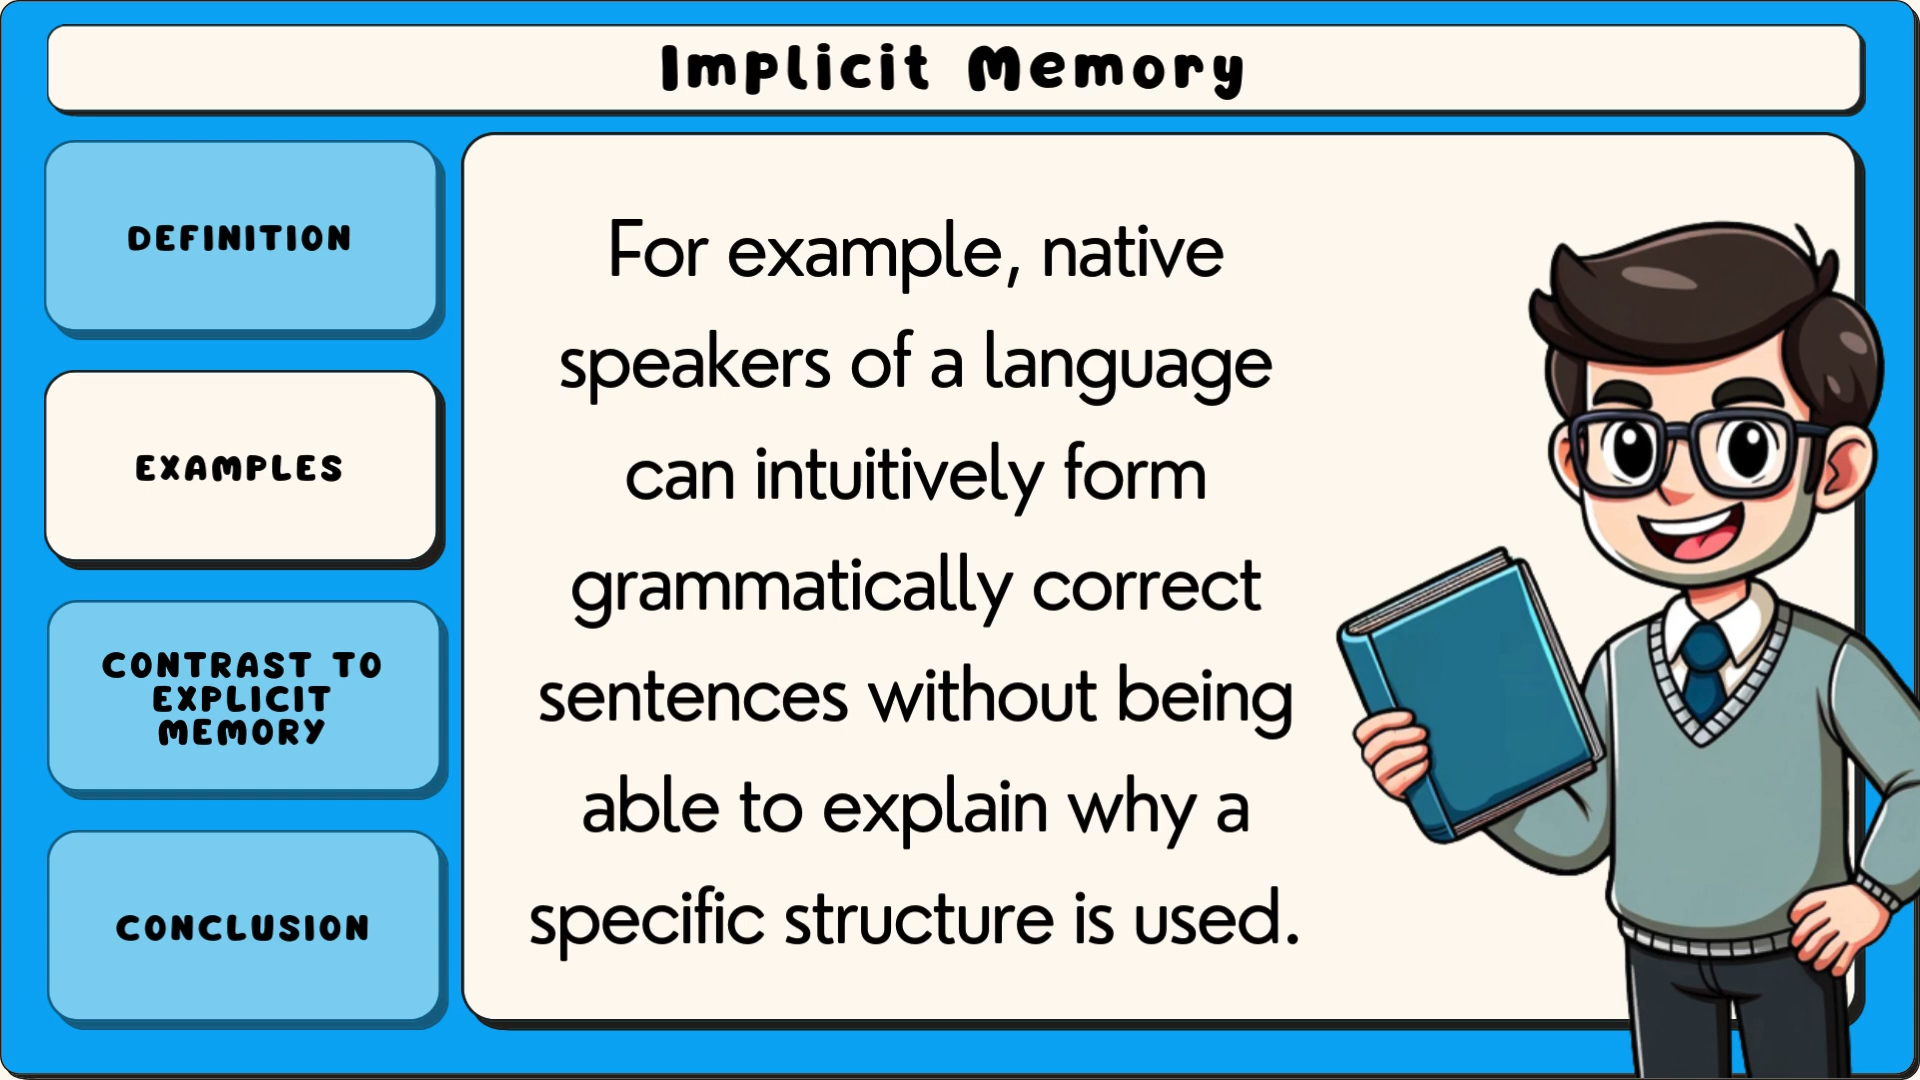 Implicit Memory
DEFINITION
EXAMPLES
CONTRAST TO
EXPLICIT
MEMORY
CONCLUSION
For example, native
speakers of a language
can intuitively form
grammatically correct
sentences without being
able to explain why a
specific structure is used.